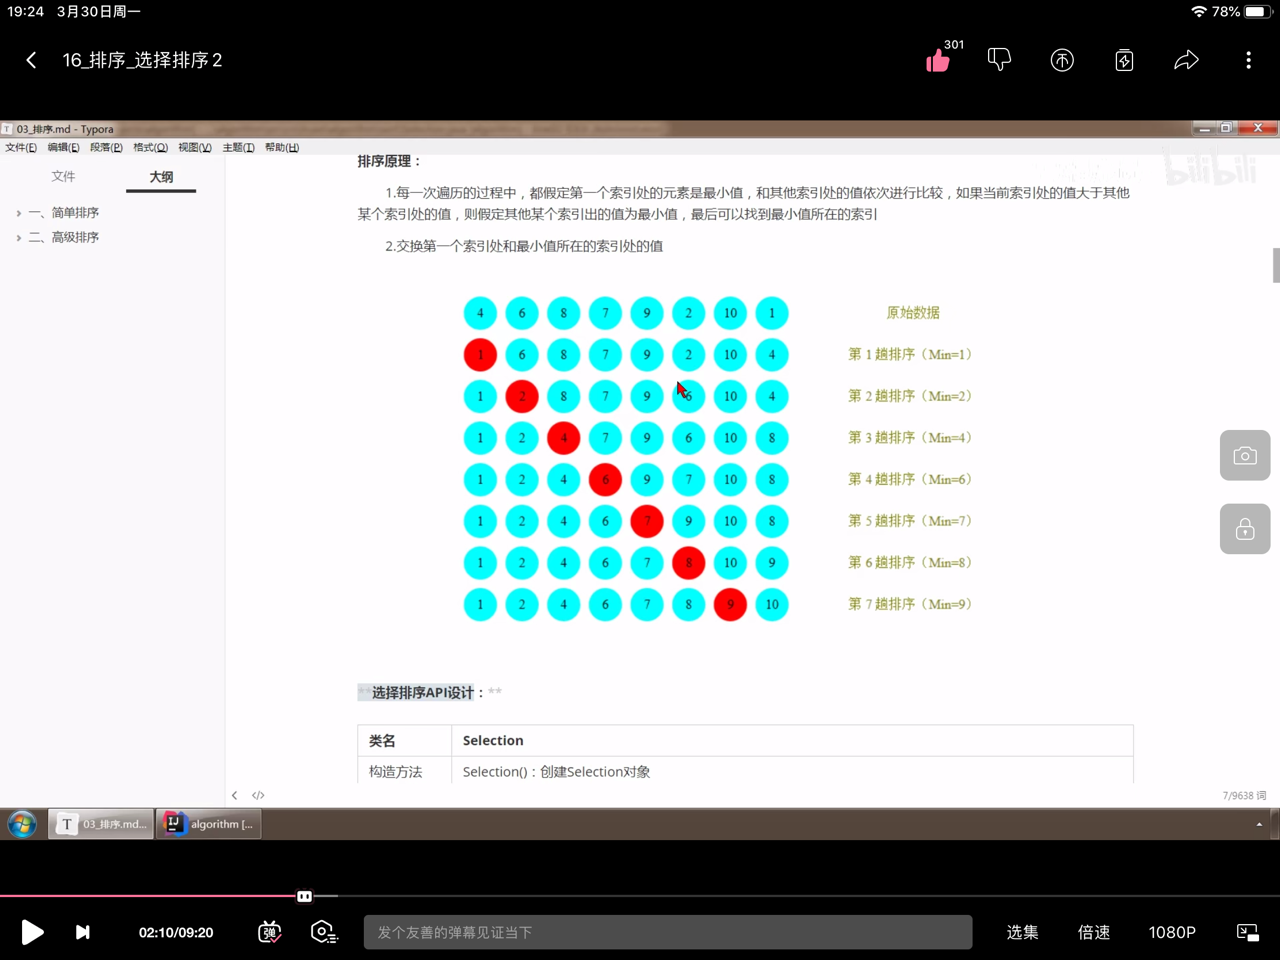 19:24 3月30日周一
78%
16_排序_选择排序2
301
03_排序.md - Typora
文件(F) 编辑(E) 段落(P) 格式(O) 视图(V) 主题(T) 帮助(H)
文件 大纲
一、简单排序
二、高级排序
bilibili
排序原理：
1.每一次遍历的过程中，都假定第一个索引处的元素是最小值，和其他索引处的值依次进行比较，如果当前索引处的值大于其他
某个索引处的值，则假定其他某个索引出的值为最小值，最后可以找到最小值所在的索引
2.交换第一个索引处和最小值所在的索引处的值
4 6 8 7 9 2 10 1 原始数据
1 6 8 7 9 2 10 4 第 1 趟排序（Min=1）
1 2 8 7 9 6 10 4 第 2 趟排序（Min=2）
1 2 4 7 9 6 10 8 第 3 趟排序（Min=4）
1 2 4 6 9 7 10 8 第 4 趟排序（Min=6）
1 2 4 6 7 9 10 8 第 5 趟排序（Min=7）
1 2 4 6 7 8 10 9 第 6 趟排序（Min=8）
1 2 4 6 7 8 9 10 第 7 趟排序（Min=9）
**选择排序API设计：**
类名 Selection
构造方法 Selection()：创建Selection对象
7/9638 词
03_排序.md... algorithm [...
02:10/09:20
弹
发个友善的弹幕见证当下
选集 倍速 1080P